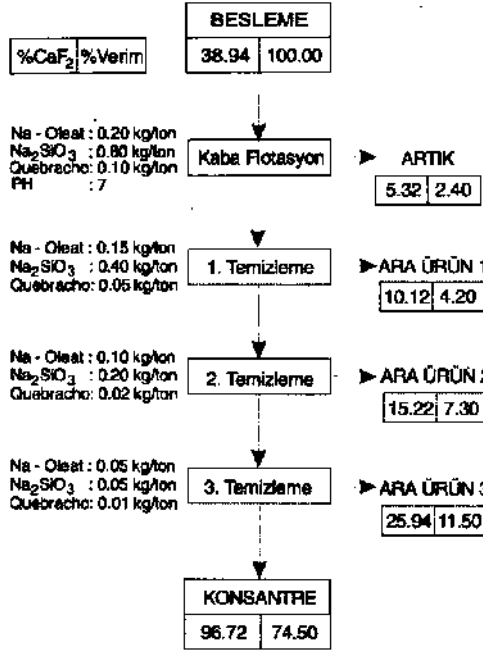 BESLEME
%CaF2 %Verim
38.94 100.00
Na - Oleat : 0.20 kg/ton
Na2SiO3 : 0.80 kg/ton
Quebracho: 0.10 kg/ton
PH : 7
Kaba Flotasyon
ARTIK
5.32 2.40
Na - Oleat : 0.15 kg/ton
Na2SiO3 : 0.40 kg/ton
Quebracho: 0.05 kg/ton
1. Temizleme
ARA ÜRÜN 1
10.12 4.20
Na - Oleat : 0.10 kg/ton
Na2SiO3 : 0.20 kg/ton
Quebracho: 0.02 kg/ton
2. Temizleme
ARA ÜRÜN 2
15.22 7.30
Na - Oleat : 0.05 kg/ton
Na2SiO3 : 0.05 kg/ton
Quebracho: 0.01 kg/ton
3. Temizleme
ARA ÜRÜN 3
25.94 11.50
KONSANTRE
96.72 74.50